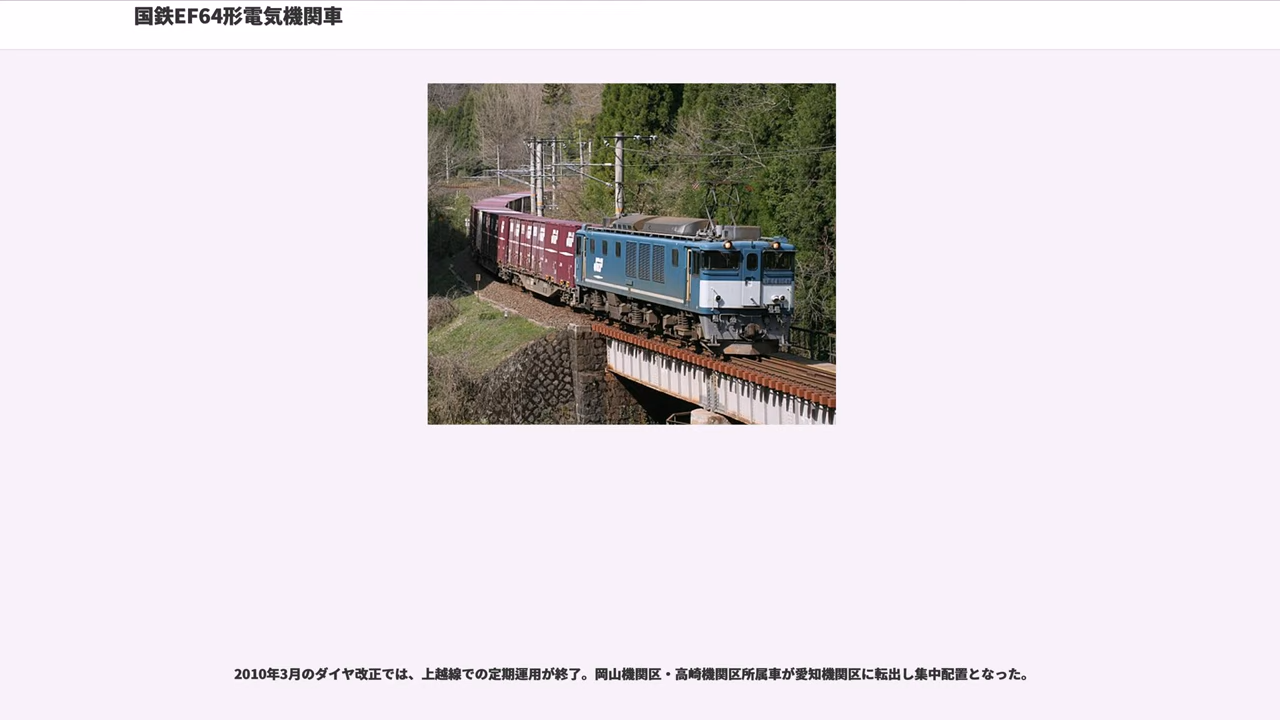 国鉄EF64形電気機関車
2010年3月のダイヤ改正では、上越線での定期運用が終了。岡山機関区・高崎機関区所属車が愛知機関区に転出し集中配置となった。